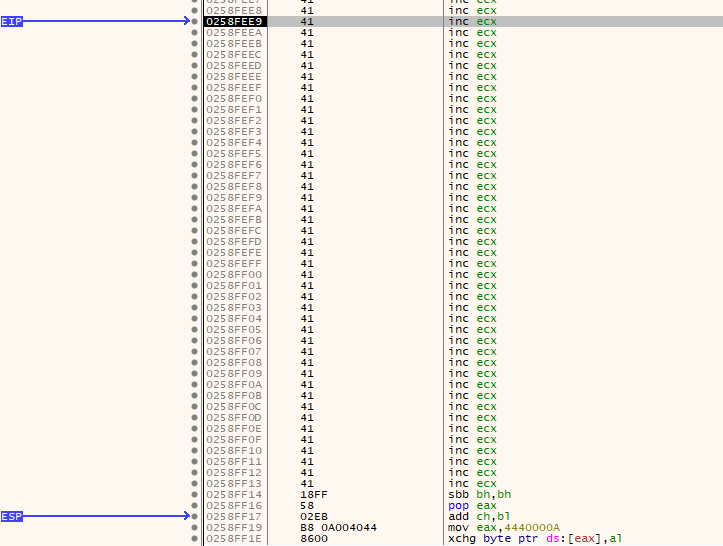 0258FEE7 41 inc ecx
0258FEE8 41 inc ecx
EIP 0258FEE9 41 inc ecx
0258FEEA 41 inc ecx
0258FEEB 41 inc ecx
0258FEEC 41 inc ecx
0258FEED 41 inc ecx
0258FEEE 41 inc ecx
0258FEEF 41 inc ecx
0258FEF0 41 inc ecx
0258FEF1 41 inc ecx
0258FEF2 41 inc ecx
0258FEF3 41 inc ecx
0258FEF4 41 inc ecx
0258FEF5 41 inc ecx
0258FEF6 41 inc ecx
0258FEF7 41 inc ecx
0258FEF8 41 inc ecx
0258FEF9 41 inc ecx
0258FEFA 41 inc ecx
0258FEFB 41 inc ecx
0258FEFC 41 inc ecx
0258FEFD 41 inc ecx
0258FEFE 41 inc ecx
0258FEFF 41 inc ecx
0258FF00 41 inc ecx
0258FF01 41 inc ecx
0258FF02 41 inc ecx
0258FF03 41 inc ecx
0258FF04 41 inc ecx
0258FF05 41 inc ecx
0258FF06 41 inc ecx
0258FF07 41 inc ecx
0258FF08 41 inc ecx
0258FF09 41 inc ecx
0258FF0A 41 inc ecx
0258FF0B 41 inc ecx
0258FF0C 41 inc ecx
0258FF0D 41 inc ecx
0258FF0E 41 inc ecx
0258FF0F 41 inc ecx
0258FF10 41 inc ecx
0258FF11 41 inc ecx
0258FF12 41 inc ecx
0258FF13 41 inc ecx
0258FF14 18FF sbb bh,bh
0258FF16 58 pop eax
ESP 0258FF17 02EB add ch,bl
0258FF19 B8 0A004044 mov eax,4440000A
0258FF1E 8600 xchg byte ptr ds:[eax],al